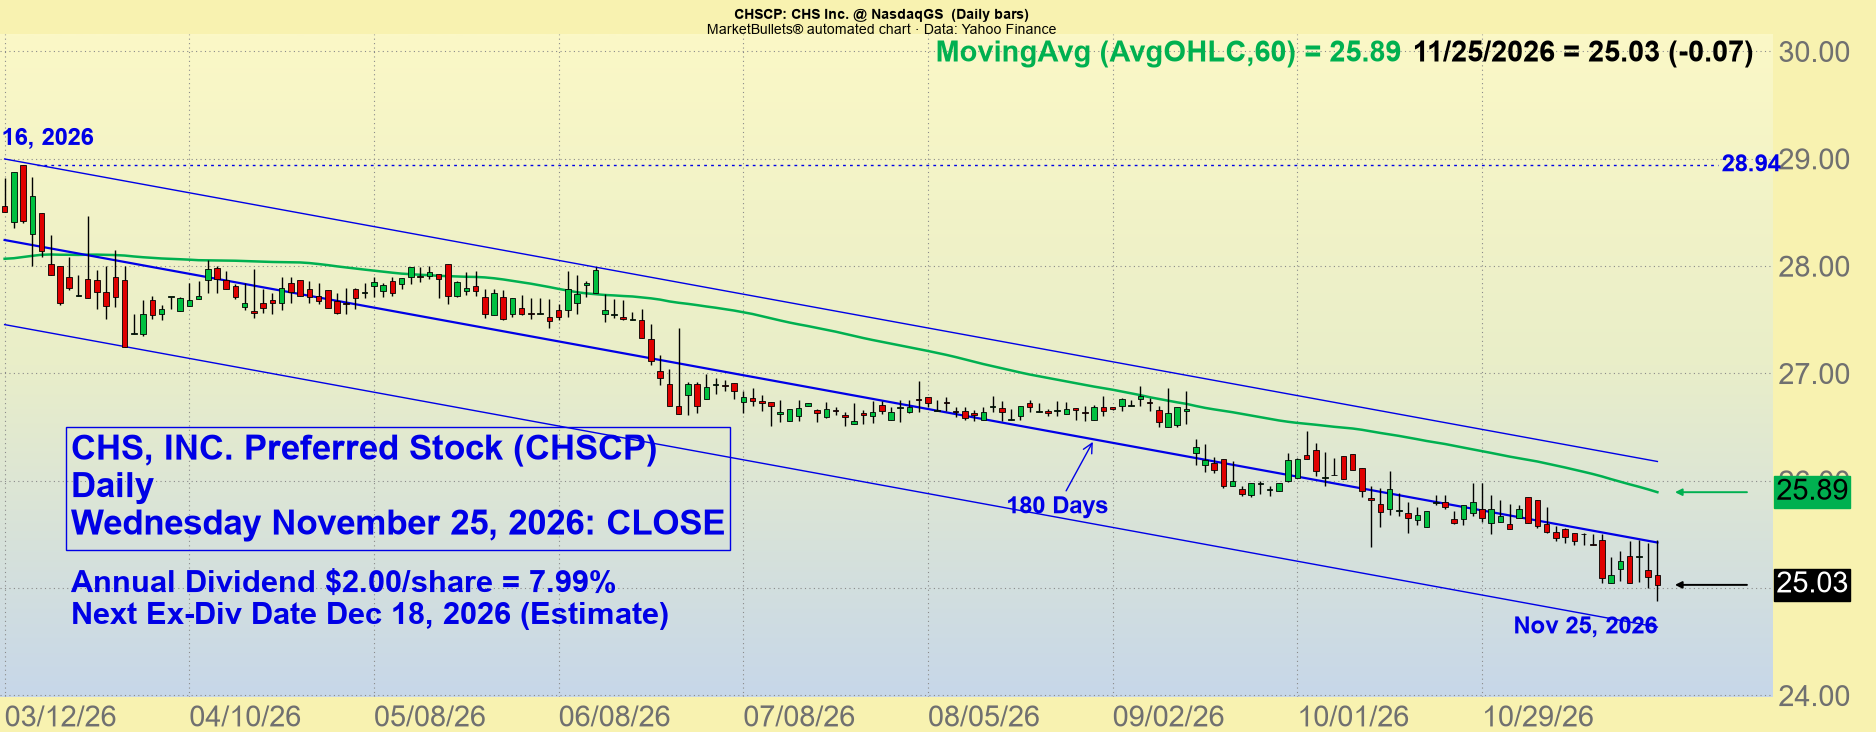 CHSCP: CHS Inc. @ NasdaqGS (Daily bars)
MarketBullets® automated chart · Data: Yahoo Finance
MovingAvg (AvgOHLC,60) = 25.89 11/25/2026 = 25.03 (-0.07)
30.00
16, 2026
28.94
29.00
28.00
27.00
CHS, INC. Preferred Stock (CHSCP)
Daily
Wednesday November 25, 2026: CLOSE
180 Days
26.00
25.89
Annual Dividend $2.00/share = 7.99%
Next Ex-Div Date Dec 18, 2026 (Estimate)
25.03
Nov 25, 2026
24.00
03/12/26 04/10/26 05/08/26 06/08/26 07/08/26 08/05/26 09/02/26 10/01/26 10/29/26